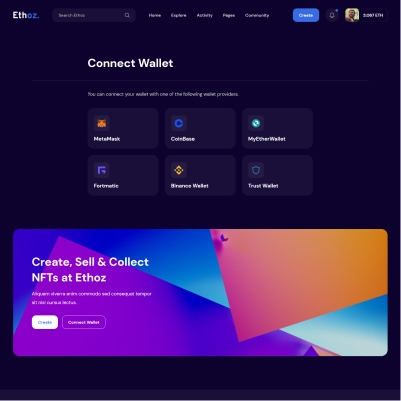 Ethoz.
Search Ethoz
Home
Explore
Activity
Pages
Community
Create
3.097 ETH
Connect Wallet
You can connect your wallet with one of the following wallet providers.
MetaMask
CoinBase
MyEtherWallet
Fortmatic
Binance Wallet
Trust Wallet
Create, Sell & Collect
NFTs at Ethoz
Aliquam viverra enim commodo sed consequat tempor
sit nisi cursus lectus.
Create
Connect Wallet